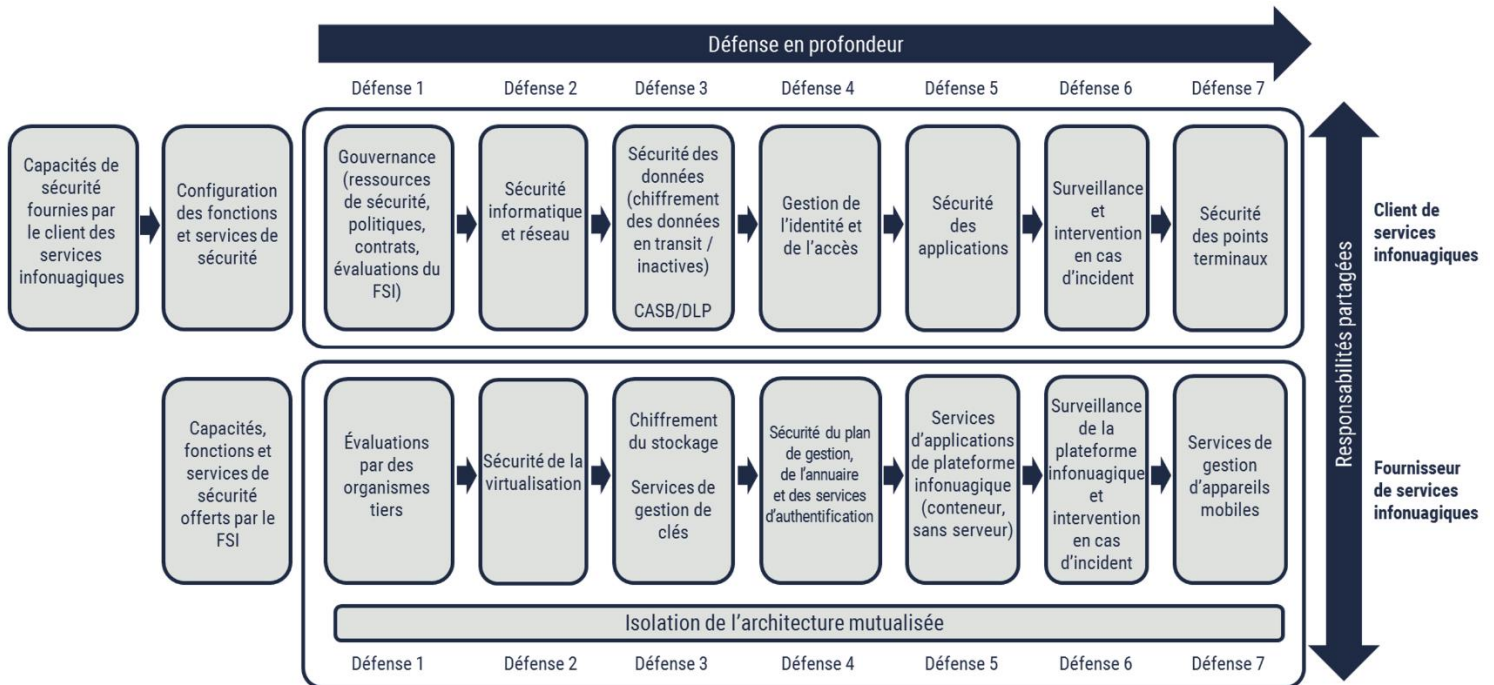 Défense en profondeur
Défense 1
Défense 2
Défense 3
Défense 4
Défense 5
Défense 6
Défense 7
Capacités de
sécurité
fournies par
le client des
services
infonuagiques
Configuration
des fonctions
et services de
sécurité
Gouvernance
(ressources
de sécurité,
politiques,
contrats,
évaluations du
FSI)
Sécurité
informatique
et réseau
Sécurité des
données
(chiffrement
des données
en transit /
inactives)
CASB/DLP
Gestion de
l'identité et
de l'accès
Sécurité
des
applications
Surveillance
et
intervention
en cas
d'incident
Sécurité
des points
terminaux
Client de
services
infonuagiques
Responsabilités partagées
Capacités,
fonctions et
services de
sécurité
offerts par le
FSI
Évaluations
par des
organismes
tiers
Sécurité de la
virtualisation
Chiffrement
du stockage
Services de
gestion de
clés
Sécurité du plan
de gestion,
de l'annuaire
et des services
d'authentification
Services
d'applications
de plateforme
infonuagique
(conteneur,
sans serveur)
Surveillance
de la
plateforme
infonuagique
et
intervention
en cas
d'incident
Services de
gestion
d'appareils
mobiles
Fournisseur
de services
infonuagiques
Isolation de l'architecture mutualisée
Défense 1
Défense 2
Défense 3
Défense 4
Défense 5
Défense 6
Défense 7